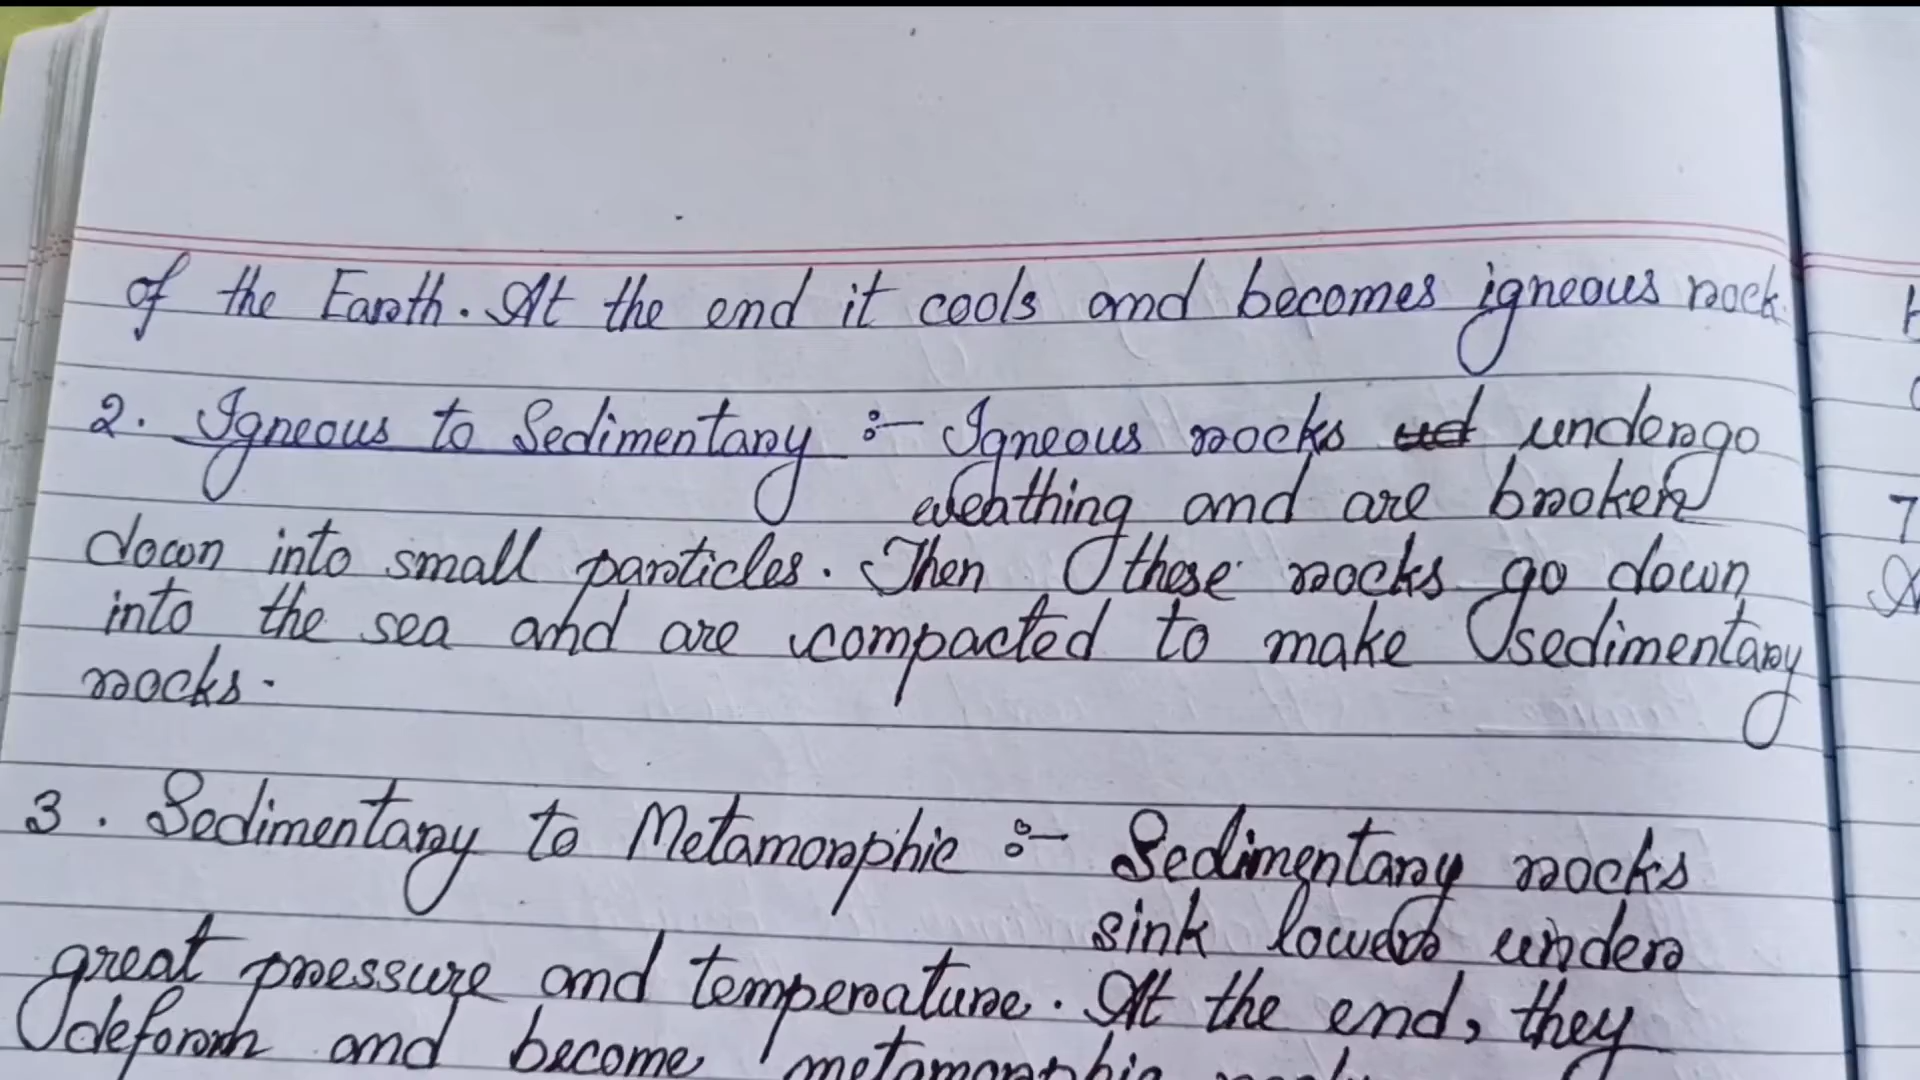 of the Earth. At the end it cools and becomes igneous rock.
2. Igneous to Sedimentary :- Igneous rocks undergo
weathing and are broken
down into small particles. Then these rocks go down
into the sea and are compacted to make sedimentary
rocks.
3. Sedimentary to Metamorphic :- Sedimentary rocks
sink lower under
great pressure and temperature. At the end, they
deform and become metamorphic